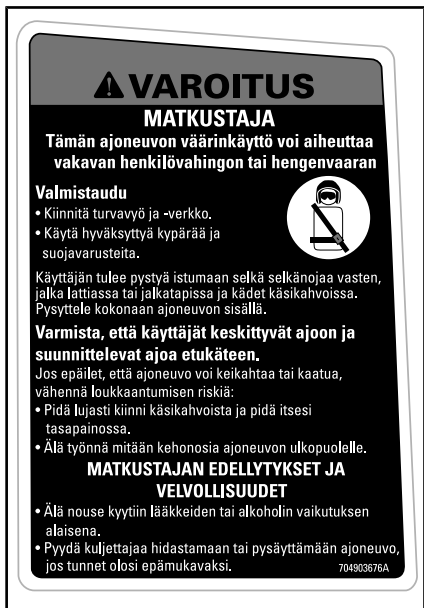 VAROITUS
MATKUSTAJA
Tämän ajoneuvon väärinkäyttö voi aiheuttaa
vakavan henkilövahingon tai hengenvaaran
Valmistaudu
• Kiinnitä turvavyö ja -verkko.
• Käytä hyväksyttyä kypärää ja
suojavarusteita.
Käyttäjän tulee pystyä istumaan selkä selkänojaa vasten,
jalka lattiassa tai jalkatapissa ja kädet käsikahvoissa.
Pysyttele kokonaan ajoneuvon sisällä.
Varmista, että käyttäjät keskittyvät ajoon ja
suunnittelevat ajoa etukäteen.
Jos epäilet, että ajoneuvo voi keikahtaa tai kaatua,
vähennä loukkaantumisen riskiä:
• Pidä lujasti kiinni käsikahvoista ja pidä itsesi
tasapainossa.
• Älä työnnä mitään kehonosia ajoneuvon ulkopuolelle.
MATKUSTAJAN EDELLYTYKSET JA
VELVOLLISUUDET
• Älä nouse kyytiin lääkkeiden tai alkoholin vaikutuksen
alaisena.
• Pyydä kuljettajaa hidastamaan tai pysäyttämään ajoneuvo,
jos tunnet olosi epämukavaksi.
704903676A